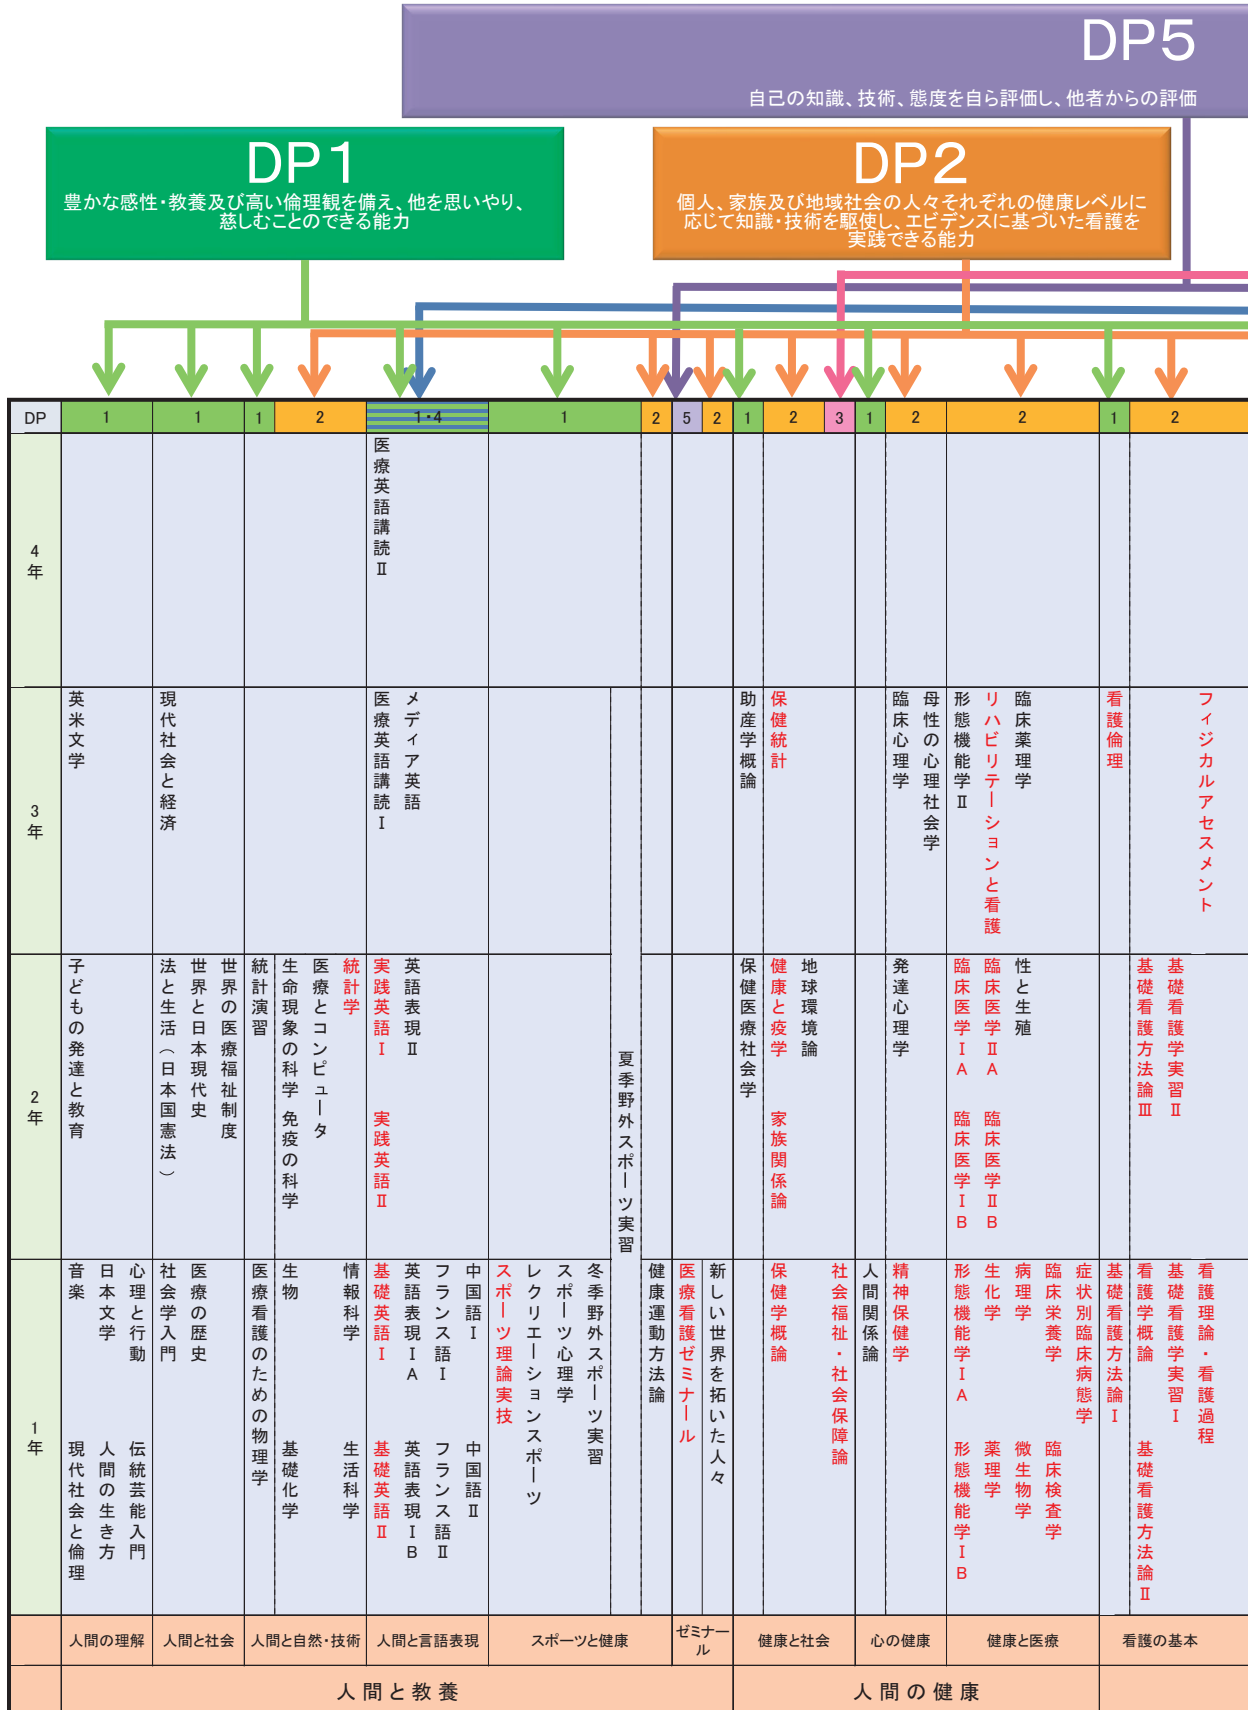 DP5
自己の知識、技術、態度を自ら評価し、他者からの評価
DP1
豊かな感性・教養及び高い倫理観を備え、他を思いやり、
慈しむことのできる能力
DP2
個人、家族及び地域社会の人々それぞれの健康レベルに
応じて知識・技術を駆使し、エビデンスに基づいた看護を
実践できる能力
DP
1
1
1
2
1・4
1
2
5
2
1
2
3
1
2
2
1
2
4年
医療英語講読Ⅱ
3年
英米文学
現代社会と経済
医療英語講読Ⅰ
メディア英語
助産学概論
保健統計
臨床心理学
母性の心理社会学
形態機能学Ⅱ
リハビリテーションと看護
臨床薬理学
看護倫理
フィジカルアセスメント
2年
子どもの発達と教育
法と生活（日本国憲法）
世界と日本現代史
世界の医療福祉制度
統計演習
生命現象の科学
免疫の科学
医療とコンピュータ
統計学
実践英語Ⅰ
実践英語Ⅱ
英語表現Ⅱ
夏季野外スポーツ実習
保健医療社会学
健康と疫学
家族関係論
地球環境論
発達心理学
臨床医学ⅠA
臨床医学ⅠB
臨床医学ⅡA
臨床医学ⅡB
性と生殖
基礎看護方法論Ⅲ
基礎看護学実習Ⅱ
1年
音楽
現代社会と倫理
日本文学
人間の生き方
心理と行動
伝統芸能入門
社会学入門
医療の歴史
医療看護のための物理学
生物
基礎化学
情報科学
生活科学
基礎英語Ⅰ
基礎英語Ⅱ
英語表現ⅠA
英語表現ⅠB
フランス語Ⅰ
フランス語Ⅱ
中国語Ⅰ
中国語Ⅱ
スポーツ理論実技
レクリエーションスポーツ
スポーツ心理学
冬季野外スポーツ実習
健康運動方法論
医療看護ゼミナール
新しい世界を拓いた人々
保健学概論
社会福祉・社会保障論
人間関係論
精神保健学
形態機能学ⅠA
形態機能学ⅠB
生化学
薬理学
病理学
微生物学
臨床栄養学
臨床検査学
症状別臨床病態学
基礎看護方法論Ⅰ
看護学概論
基礎看護方法論Ⅱ
基礎看護学実習Ⅰ
看護理論・看護過程
人間の理解
人間と社会
人間と自然・技術
人間と言語表現
スポーツと健康
ゼミナー
ル
健康と社会
心の健康
健康と医療
看護の基本
人間と教養
人間の健康